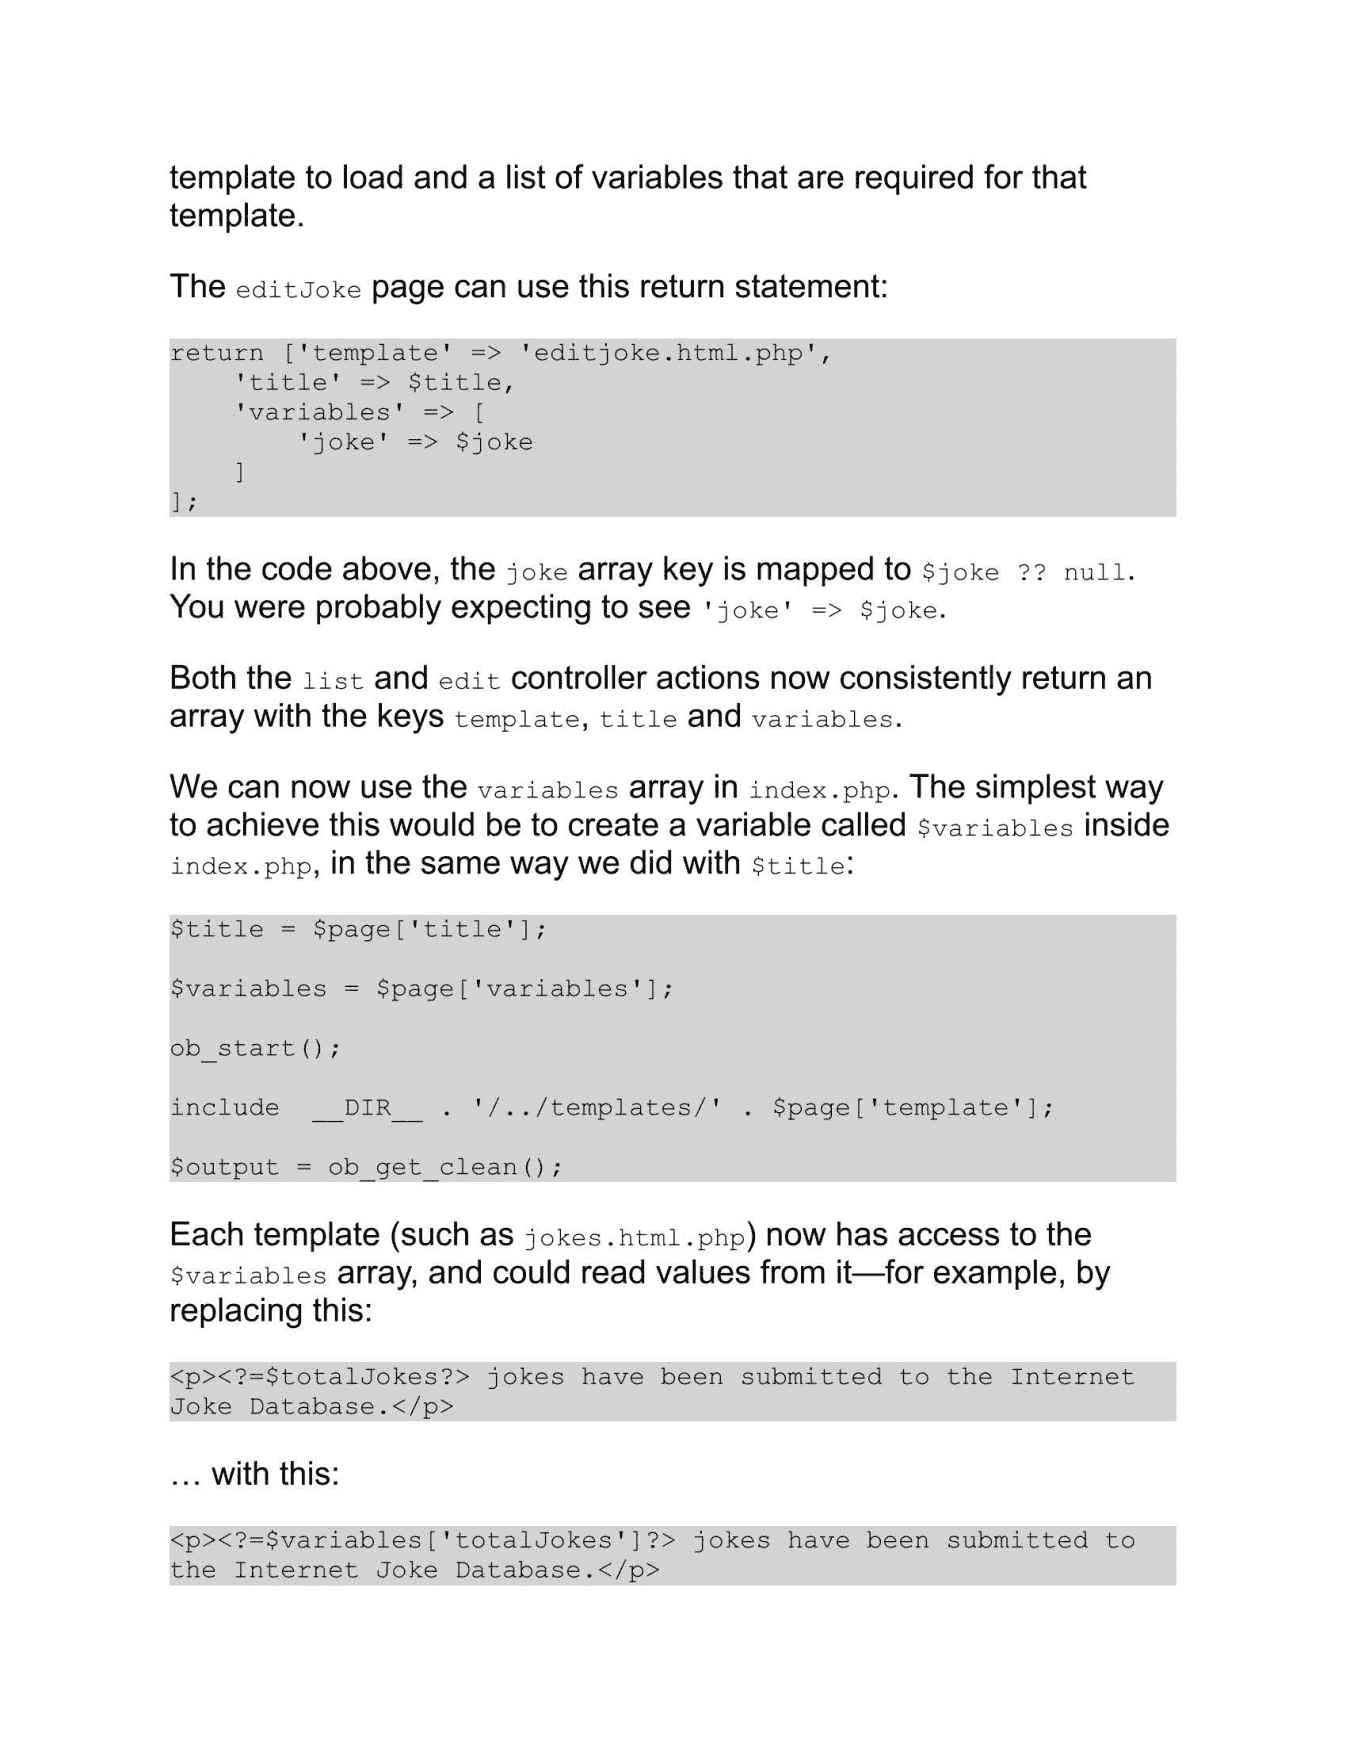 template to load and a list of variables that are required for that
template.
The editJoke page can use this return statement:
return ['template' => 'editjoke.html.php',
    'title' => $title,
    'variables' => [
        'joke' => $joke
    ]
];
In the code above, the joke array key is mapped to $joke ?? null.
You were probably expecting to see 'joke' => $joke.
Both the list and edit controller actions now consistently return an
array with the keys template, title and variables.
We can now use the variables array in index.php. The simplest way
to achieve this would be to create a variable called $variables inside
index.php, in the same way we did with $title:
$title = $page['title'];
$variables = $page['variables'];
ob_start();
include  __DIR__ . '/../templates/' . $page['template'];
$output = ob_get_clean();
Each template (such as jokes.html.php) now has access to the
$variables array, and could read values from it—for example, by
replacing this:
<p><?=$totalJokes?> jokes have been submitted to the Internet
Joke Database.</p>
… with this:
<p><?=$variables['totalJokes']?> jokes have been submitted to
the Internet Joke Database.</p>